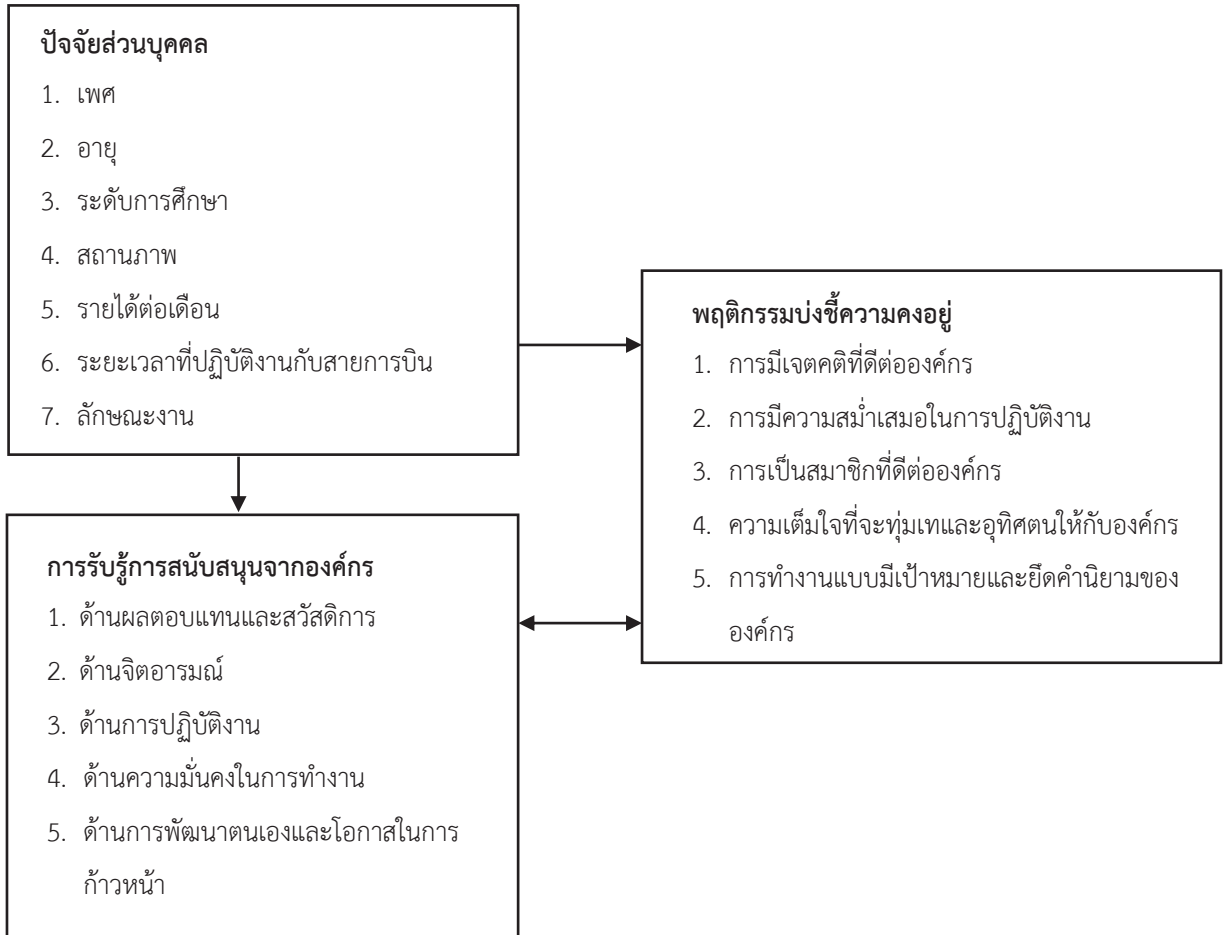 ปัจจัยส่วนบุคคล
1. เพศ
2. อายุ
3. ระดับการศึกษา
4. สถานภาพ
5. รายได้ต่อเดือน
6. ระยะเวลาที่ปฏิบัติงานกับสายการบิน
7. ลักษณะงาน
พฤติกรรมบ่งชี้ความคงอยู่
1. การมีเจตคติที่ดีต่อองค์กร
2. การมีความสม่ำเสมอในการปฏิบัติงาน
3. การเป็นสมาชิกที่ดีต่อองค์กร
4. ความเต็มใจที่จะทุ่มเทและอุทิศตนให้กับองค์กร
5. การทำงานแบบมีเป้าหมายและยึดคำนิยามของ
องค์กร
การรับรู้การสนับสนุนจากองค์กร
1. ด้านผลตอบแทนและสวัสดิการ
2. ด้านจิตอารมณ์
3. ด้านการปฏิบัติงาน
4. ด้านความมั่นคงในการทำงาน
5. ด้านการพัฒนาตนเองและโอกาสในการ
ก้าวหน้า